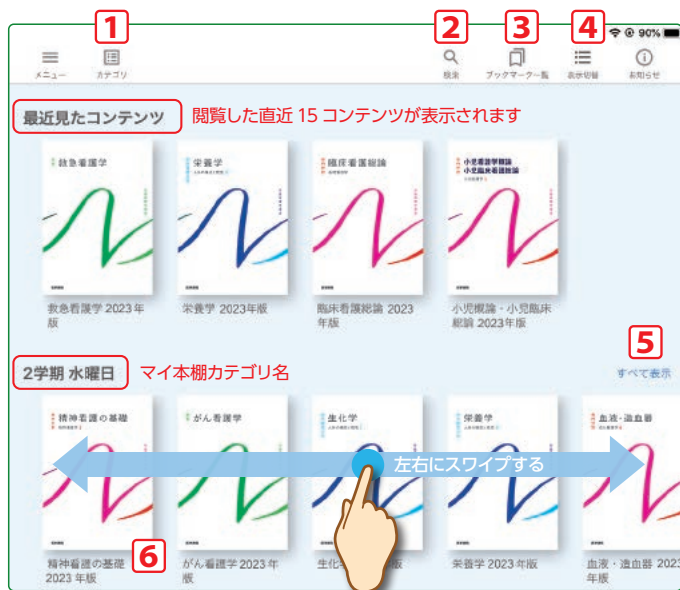 1
2
3
4
90%
メニュー
カテゴリ
検索
ブックマーク一覧
表示切替
お知らせ
最近見たコンテンツ
閲覧した直近 15 コンテンツが表示されます
救急看護学
栄養学
臨床看護総論
小児看護学概論
小児臨床看護総論
救急看護学 2023 年
版
栄養学 2023年版
臨床看護総論 2023
年版
小児概論・小児臨床
総論 2023年版
5
2学期 水曜日
マイ本棚カテゴリ名
すべて表示
精神看護の基礎
がん看護学
生化学
栄養学
血液・造血器
左右にスワイプする
6
精神看護の基礎
2023 年版
がん看護学 2023 年
版
生化
版
栄養学 2023 年版
血液・造血器 2023
年版